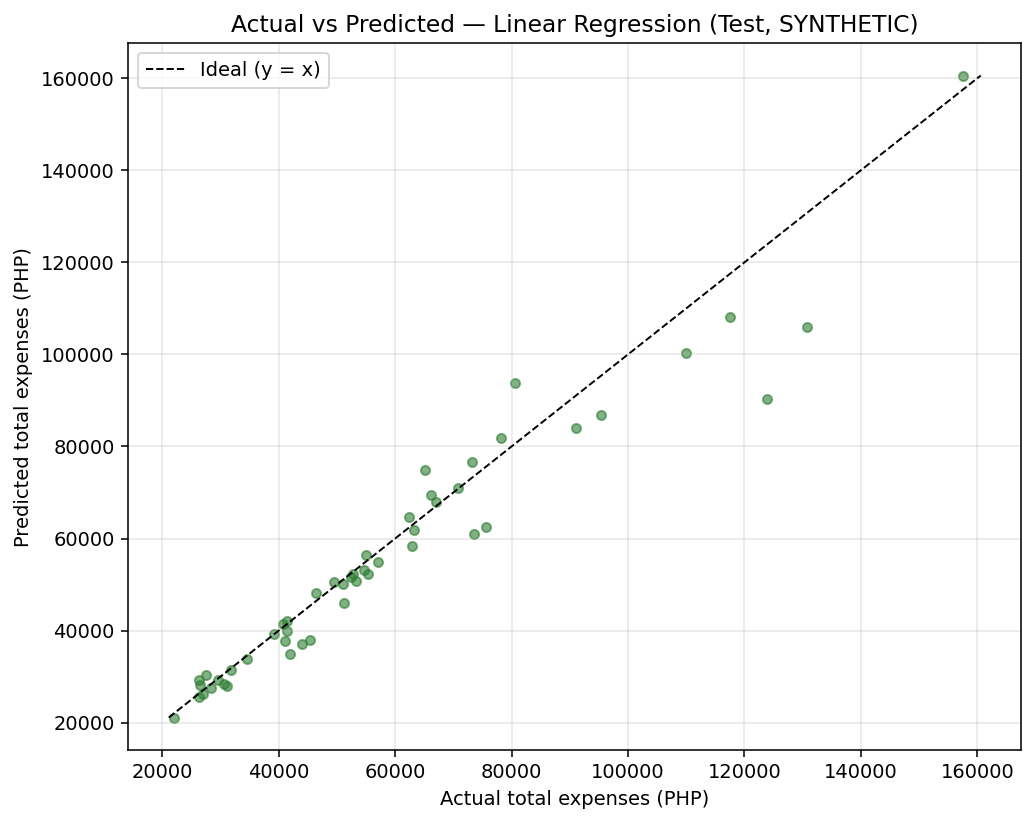 Actual vs Predicted — Linear Regression (Test, SYNTHETIC)
Ideal (y = x)
160000
140000
120000
100000
80000
60000
40000
20000
Predicted total expenses (PHP)
20000 40000 60000 80000 100000 120000 140000 160000
Actual total expenses (PHP)